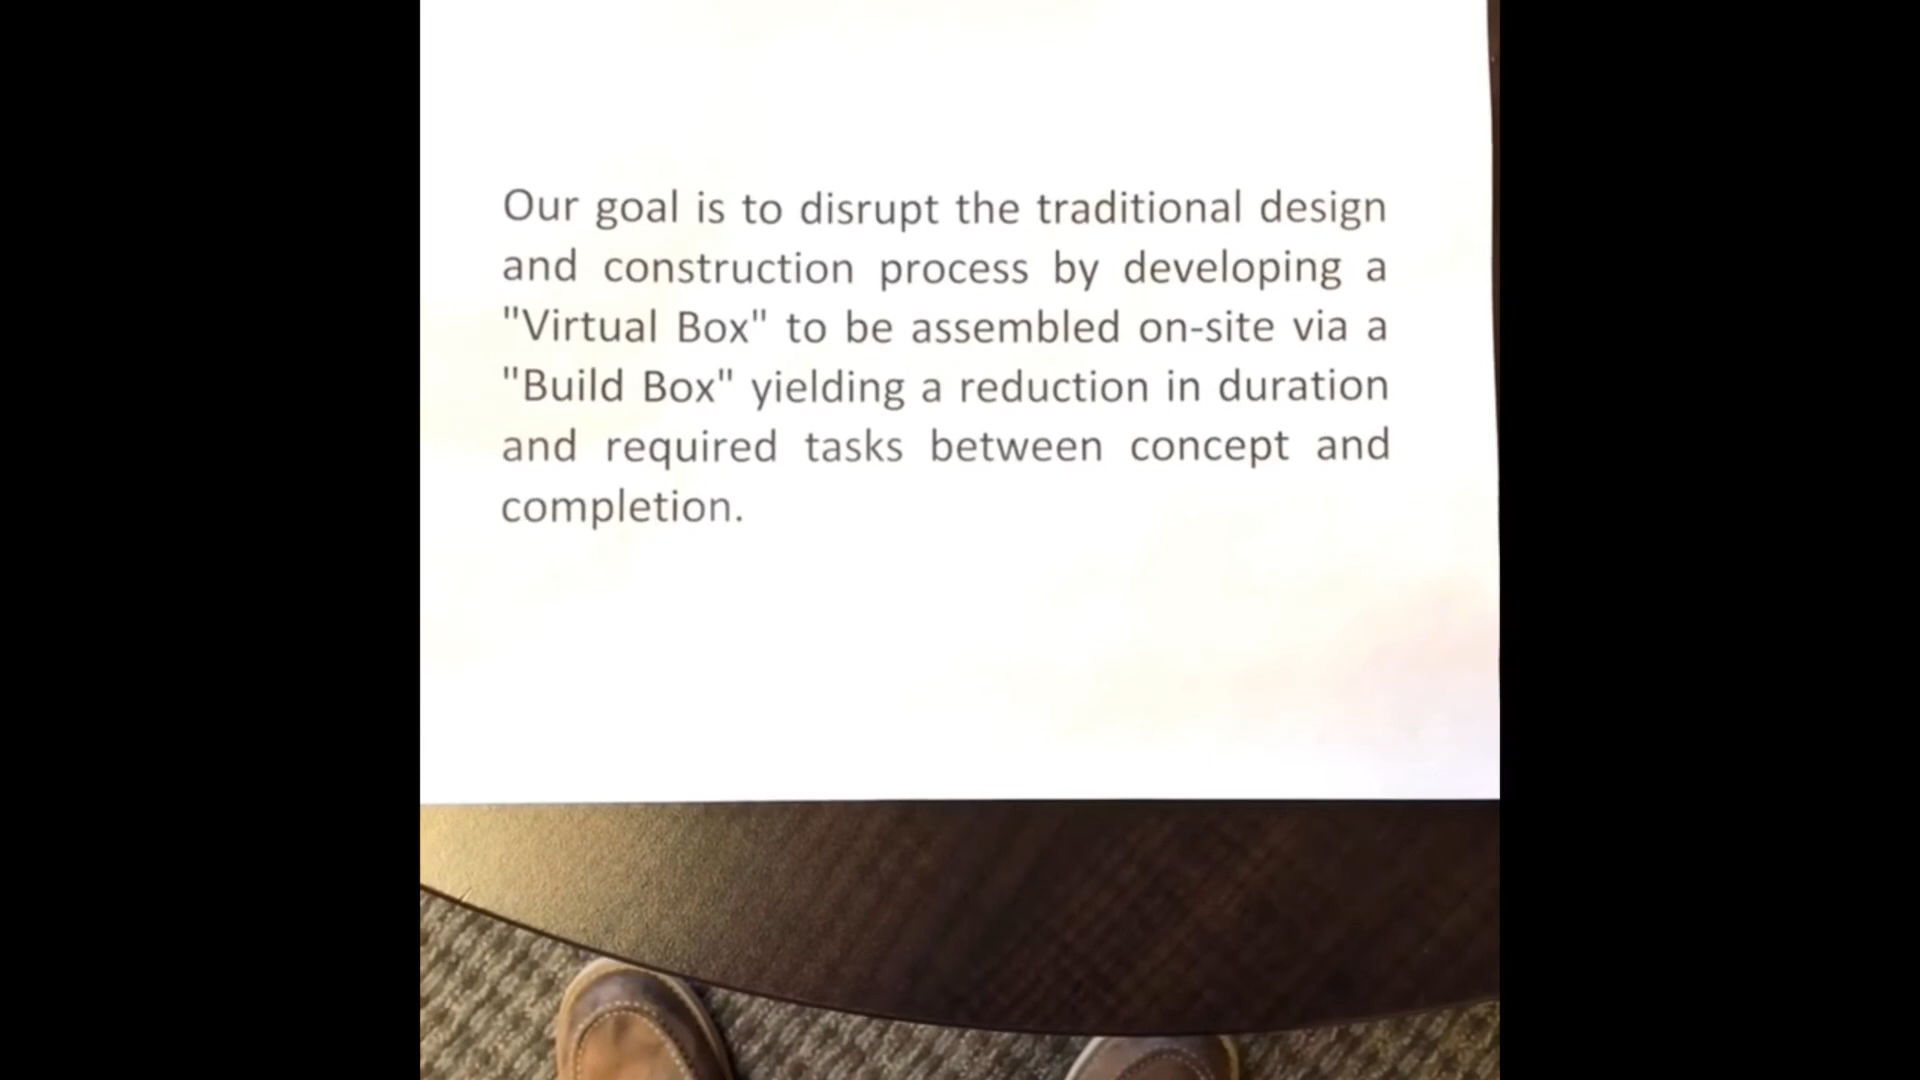 Our goal is to disrupt the traditional design
and construction process by developing a
"Virtual Box" to be assembled on-site via a
"Build Box" yielding a reduction in duration
and required tasks between concept and
completion.